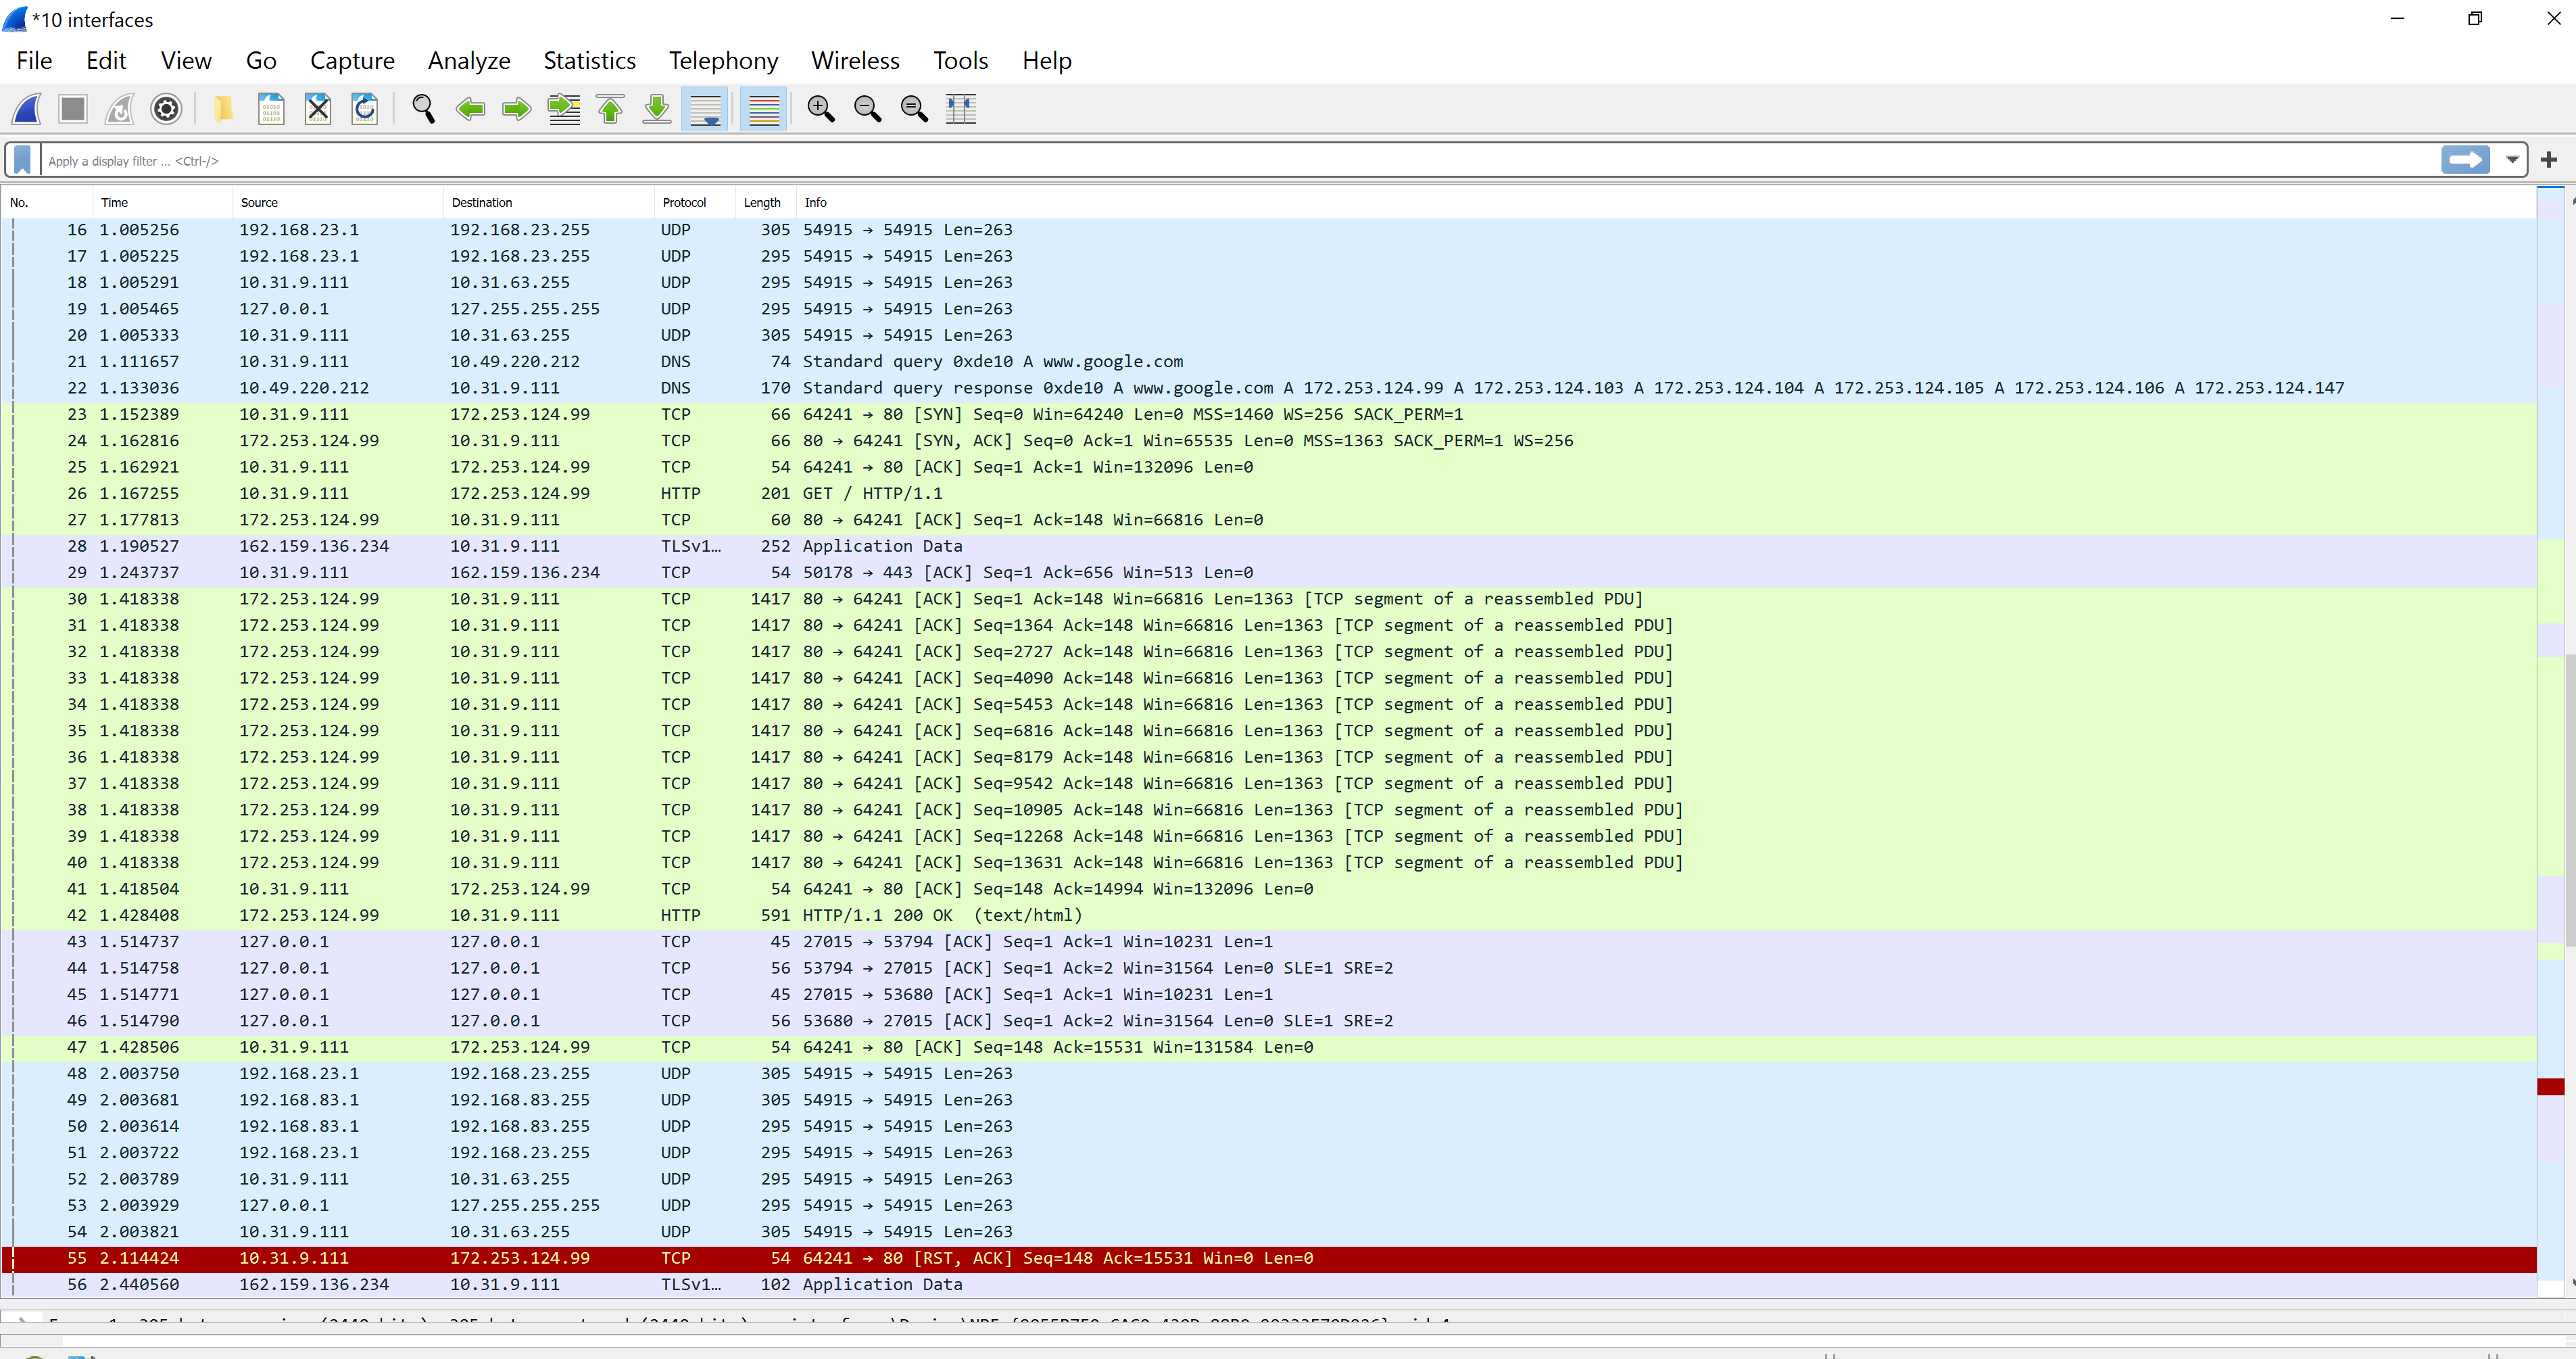 *10 interfaces
File Edit View Go Capture Analyze Statistics Telephony Wireless Tools Help
Apply a display filter ... <Ctrl-/>
No. Time Source Destination Protocol Length Info
16 1.005256 192.168.23.1 192.168.23.255 UDP 305 54915 → 54915 Len=263
17 1.005225 192.168.23.1 192.168.23.255 UDP 295 54915 → 54915 Len=263
18 1.005291 10.31.9.111 10.31.63.255 UDP 295 54915 → 54915 Len=263
19 1.005465 127.0.0.1 127.255.255.255 UDP 295 54915 → 54915 Len=263
20 1.005333 10.31.9.111 10.31.63.255 UDP 305 54915 → 54915 Len=263
21 1.111657 10.31.9.111 10.49.220.212 DNS 74 Standard query 0xde10 A www.google.com
22 1.133036 10.49.220.212 10.31.9.111 DNS 170 Standard query response 0xde10 A www.google.com A 172.253.124.99 A 172.253.124.103 A 172.253.124.104 A 172.253.124.105 A 172.253.124.106 A 172.253.124.147
23 1.152389 10.31.9.111 172.253.124.99 TCP 66 64241 → 80 [SYN] Seq=0 Win=64240 Len=0 MSS=1460 WS=256 SACK_PERM=1
24 1.162816 172.253.124.99 10.31.9.111 TCP 66 80 → 64241 [SYN, ACK] Seq=0 Ack=1 Win=65535 Len=0 MSS=1363 SACK_PERM=1 WS=256
25 1.162921 10.31.9.111 172.253.124.99 TCP 54 64241 → 80 [ACK] Seq=1 Ack=1 Win=132096 Len=0
26 1.167255 10.31.9.111 172.253.124.99 HTTP 201 GET / HTTP/1.1
27 1.177813 172.253.124.99 10.31.9.111 TCP 60 80 → 64241 [ACK] Seq=1 Ack=148 Win=66816 Len=0
28 1.190527 162.159.136.234 10.31.9.111 TLSv1… 252 Application Data
29 1.243737 10.31.9.111 162.159.136.234 TCP 54 50178 → 443 [ACK] Seq=1 Ack=656 Win=513 Len=0
30 1.418338 172.253.124.99 10.31.9.111 TCP 1417 80 → 64241 [ACK] Seq=1 Ack=148 Win=66816 Len=1363 [TCP segment of a reassembled PDU]
31 1.418338 172.253.124.99 10.31.9.111 TCP 1417 80 → 64241 [ACK] Seq=1364 Ack=148 Win=66816 Len=1363 [TCP segment of a reassembled PDU]
32 1.418338 172.253.124.99 10.31.9.111 TCP 1417 80 → 64241 [ACK] Seq=2727 Ack=148 Win=66816 Len=1363 [TCP segment of a reassembled PDU]
33 1.418338 172.253.124.99 10.31.9.111 TCP 1417 80 → 64241 [ACK] Seq=4090 Ack=148 Win=66816 Len=1363 [TCP segment of a reassembled PDU]
34 1.418338 172.253.124.99 10.31.9.111 TCP 1417 80 → 64241 [ACK] Seq=5453 Ack=148 Win=66816 Len=1363 [TCP segment of a reassembled PDU]
35 1.418338 172.253.124.99 10.31.9.111 TCP 1417 80 → 64241 [ACK] Seq=6816 Ack=148 Win=66816 Len=1363 [TCP segment of a reassembled PDU]
36 1.418338 172.253.124.99 10.31.9.111 TCP 1417 80 → 64241 [ACK] Seq=8179 Ack=148 Win=66816 Len=1363 [TCP segment of a reassembled PDU]
37 1.418338 172.253.124.99 10.31.9.111 TCP 1417 80 → 64241 [ACK] Seq=9542 Ack=148 Win=66816 Len=1363 [TCP segment of a reassembled PDU]
38 1.418338 172.253.124.99 10.31.9.111 TCP 1417 80 → 64241 [ACK] Seq=10905 Ack=148 Win=66816 Len=1363 [TCP segment of a reassembled PDU]
39 1.418338 172.253.124.99 10.31.9.111 TCP 1417 80 → 64241 [ACK] Seq=12268 Ack=148 Win=66816 Len=1363 [TCP segment of a reassembled PDU]
40 1.418338 172.253.124.99 10.31.9.111 TCP 1417 80 → 64241 [ACK] Seq=13631 Ack=148 Win=66816 Len=1363 [TCP segment of a reassembled PDU]
41 1.418504 10.31.9.111 172.253.124.99 TCP 54 64241 → 80 [ACK] Seq=148 Ack=14994 Win=132096 Len=0
42 1.428408 172.253.124.99 10.31.9.111 HTTP 591 HTTP/1.1 200 OK (text/html)
43 1.514737 127.0.0.1 127.0.0.1 TCP 45 27015 → 53794 [ACK] Seq=1 Ack=1 Win=10231 Len=1
44 1.514758 127.0.0.1 127.0.0.1 TCP 56 53794 → 27015 [ACK] Seq=1 Ack=2 Win=31564 Len=0 SLE=1 SRE=2
45 1.514771 127.0.0.1 127.0.0.1 TCP 45 27015 → 53680 [ACK] Seq=1 Ack=1 Win=10231 Len=1
46 1.514790 127.0.0.1 127.0.0.1 TCP 56 53680 → 27015 [ACK] Seq=1 Ack=2 Win=31564 Len=0 SLE=1 SRE=2
47 1.428506 10.31.9.111 172.253.124.99 TCP 54 64241 → 80 [ACK] Seq=148 Ack=15531 Win=131584 Len=0
48 2.003750 192.168.23.1 192.168.23.255 UDP 305 54915 → 54915 Len=263
49 2.003681 192.168.83.1 192.168.83.255 UDP 305 54915 → 54915 Len=263
50 2.003614 192.168.83.1 192.168.83.255 UDP 295 54915 → 54915 Len=263
51 2.003722 192.168.23.1 192.168.23.255 UDP 295 54915 → 54915 Len=263
52 2.003789 10.31.9.111 10.31.63.255 UDP 295 54915 → 54915 Len=263
53 2.003929 127.0.0.1 127.255.255.255 UDP 295 54915 → 54915 Len=263
54 2.003821 10.31.9.111 10.31.63.255 UDP 305 54915 → 54915 Len=263
55 2.114424 10.31.9.111 172.253.124.99 TCP 54 64241 → 80 [RST, ACK] Seq=148 Ack=15531 Win=0 Len=0
56 2.440560 162.159.136.234 10.31.9.111 TLSv1… 102 Application Data